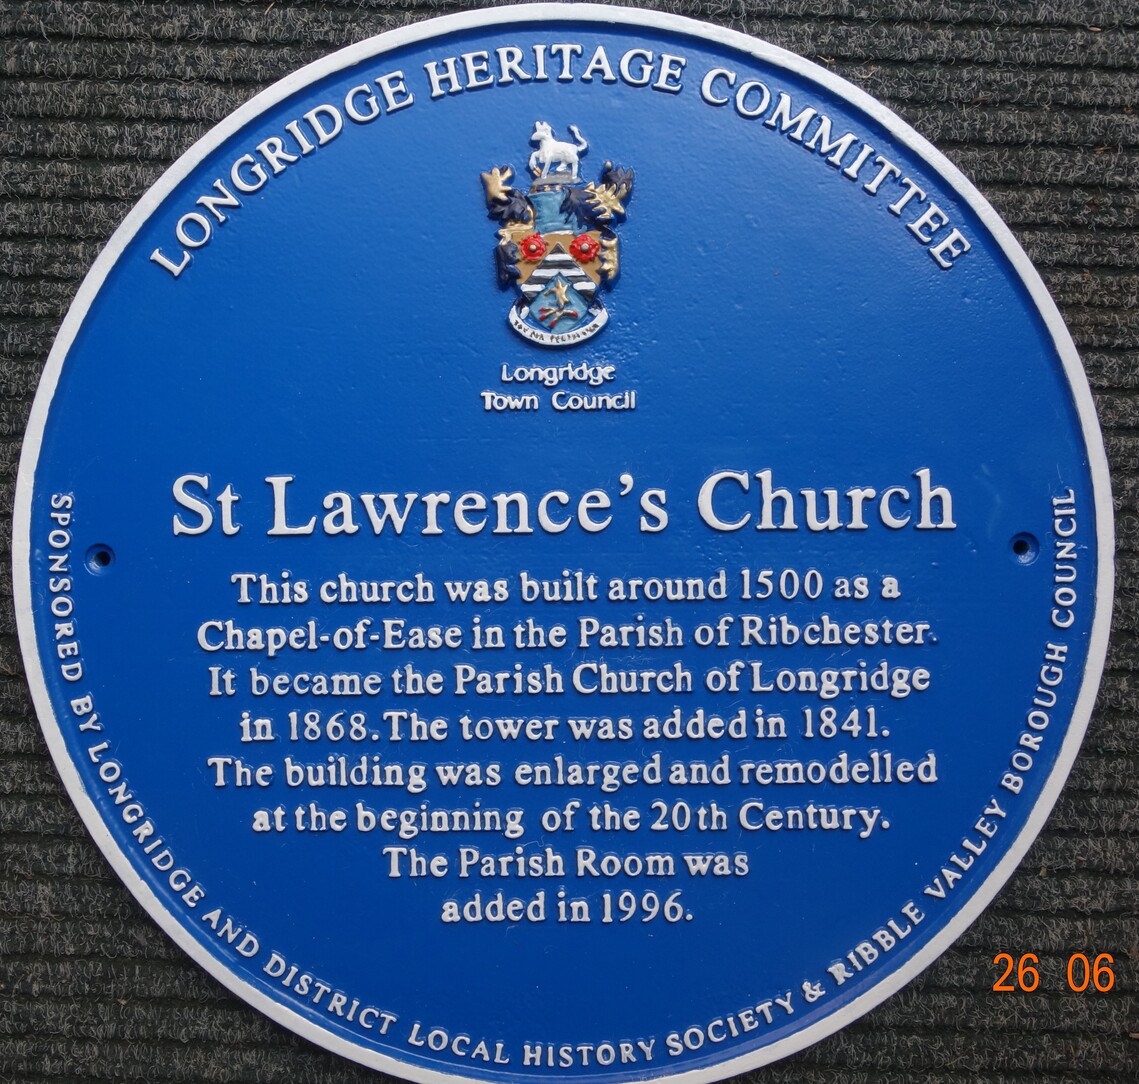 LONGRIDGE HERITAGE COMMITTEE
Longridge
Town Council
St Lawrence's Church
This church was built around 1500 as a
Chapel-of-Ease in the Parish of Ribchester.
It became the Parish Church of Longridge
in 1868. The tower was added in 1841.
The building was enlarged and remodelled
at the beginning of the 20th Century.
The Parish Room was
added in 1996.
SPONSORED BY LONGRIDGE AND DISTRICT LOCAL HISTORY SOCIETY & RIBBLE VALLEY BOROUGH COUNCIL
26 06